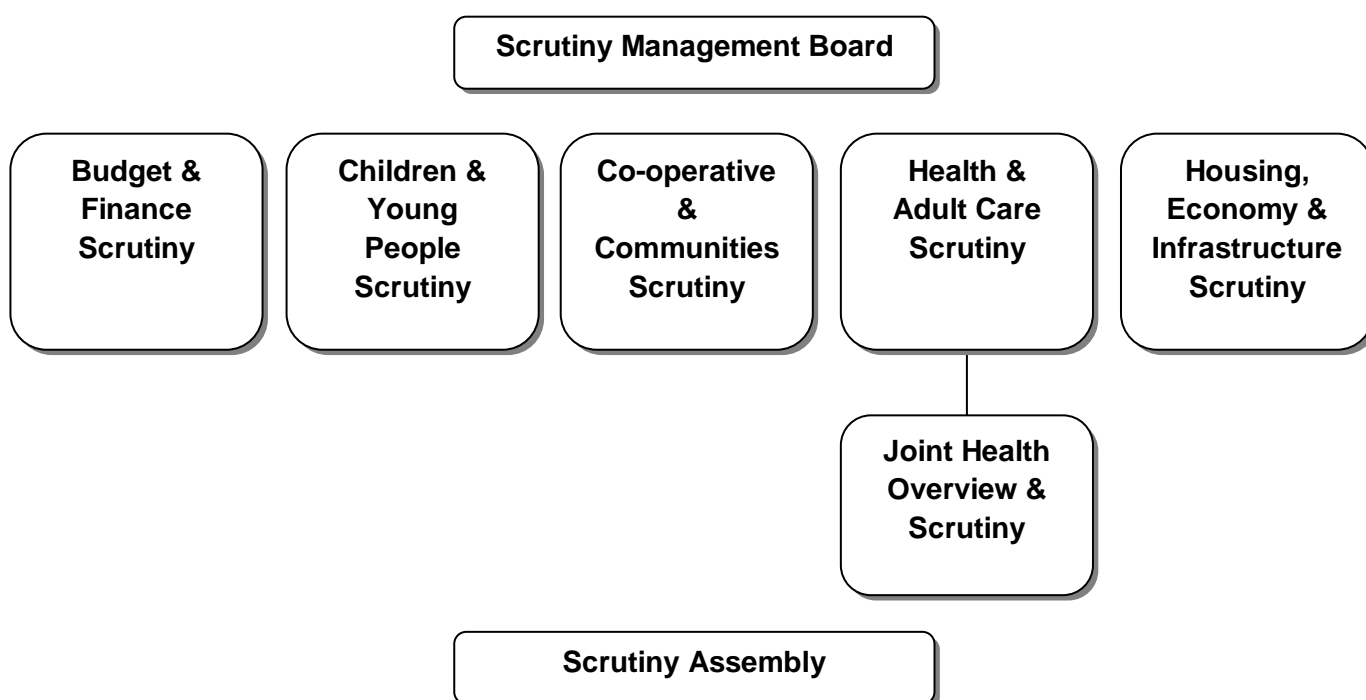 Scrutiny Management Board
Budget &
Finance
Scrutiny
Children &
Young
People
Scrutiny
Co-operative
&
Communities
Scrutiny
Health &
Adult Care
Scrutiny
Housing,
Economy &
Infrastructure
Scrutiny
Joint Health
Overview &
Scrutiny
Scrutiny Assembly